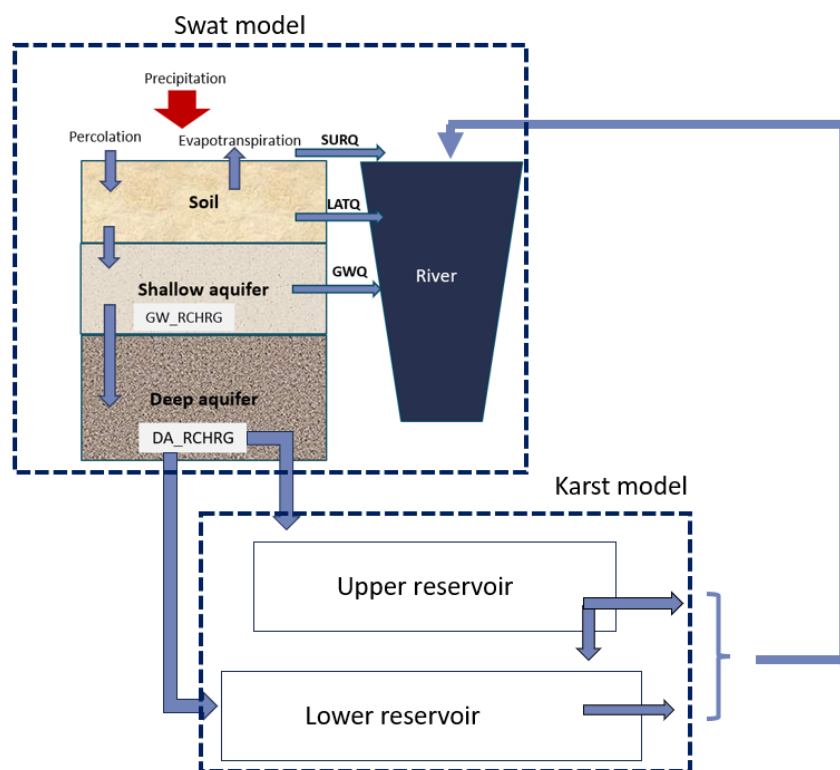 Swat model
Precipitation
Percolation
Evapotranspiration
SURQ
Soil
LATQ
GWQ
River
Shallow aquifer
GW_RCHRG
Deep aquifer
DA_RCHRG
Karst model
Upper reservoir
Lower reservoir